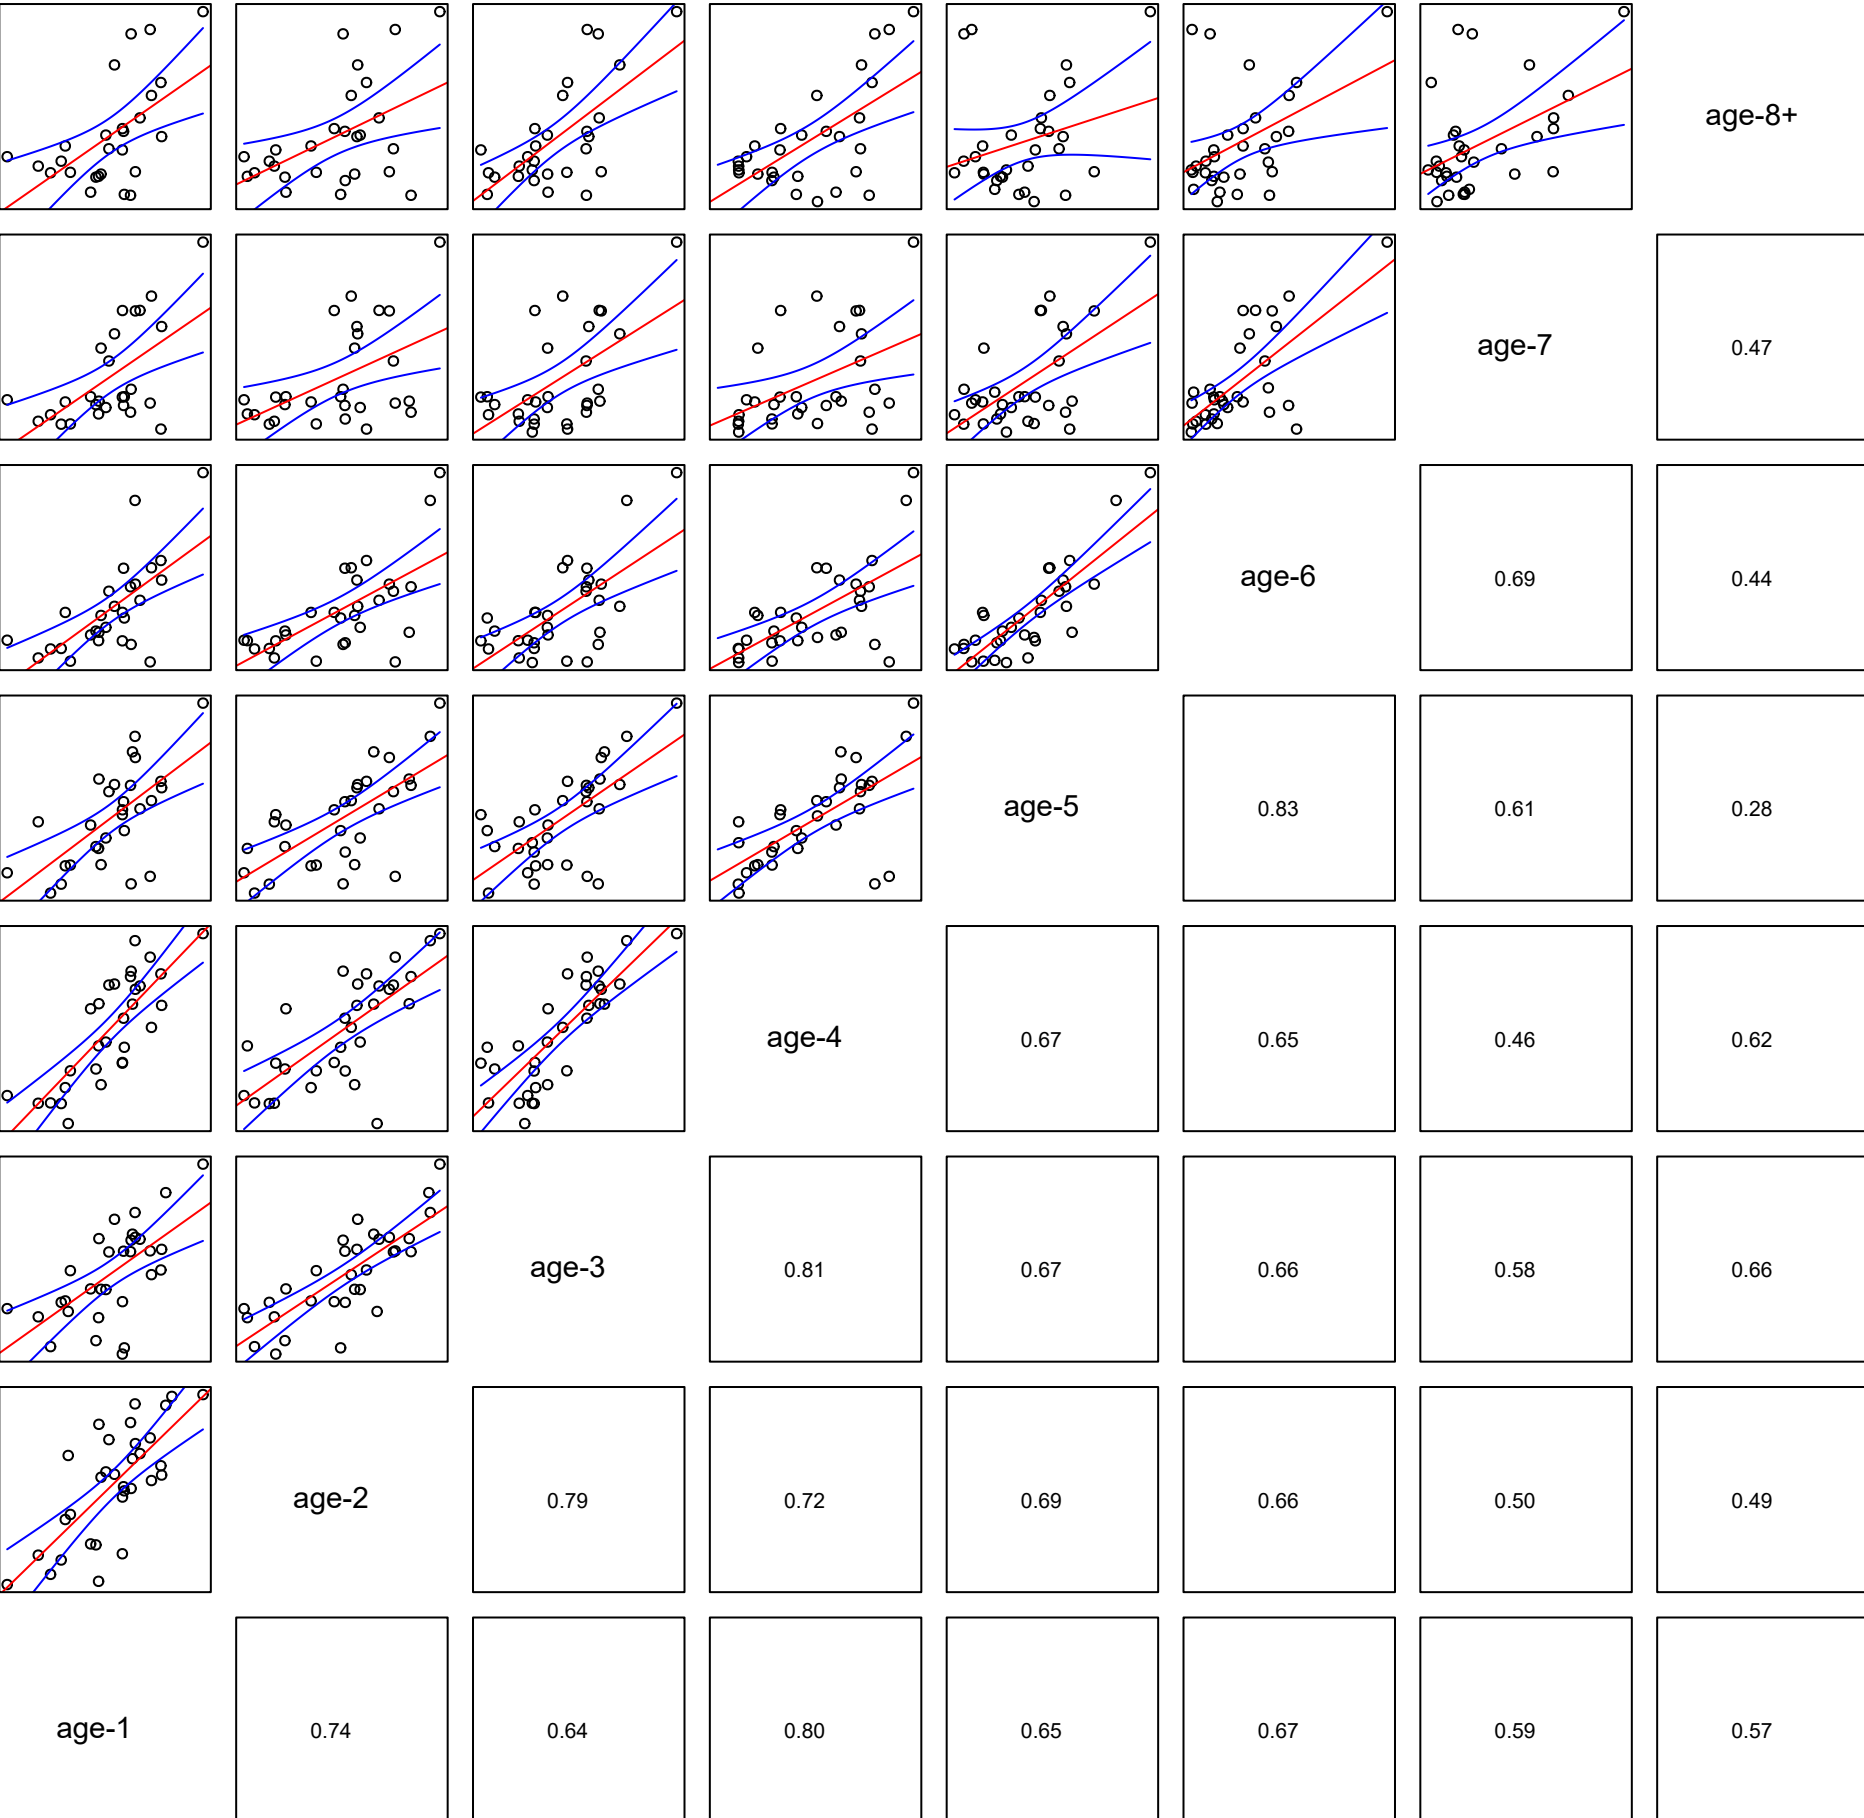 age-8+
age-7 0.47
age-6 0.69 0.44
age-5 0.83 0.61 0.28
age-4 0.67 0.65 0.46 0.62
age-3 0.81 0.67 0.66 0.58 0.66
age-2 0.79 0.72 0.69 0.66 0.50 0.49
age-1 0.74 0.64 0.80 0.65 0.67 0.59 0.57